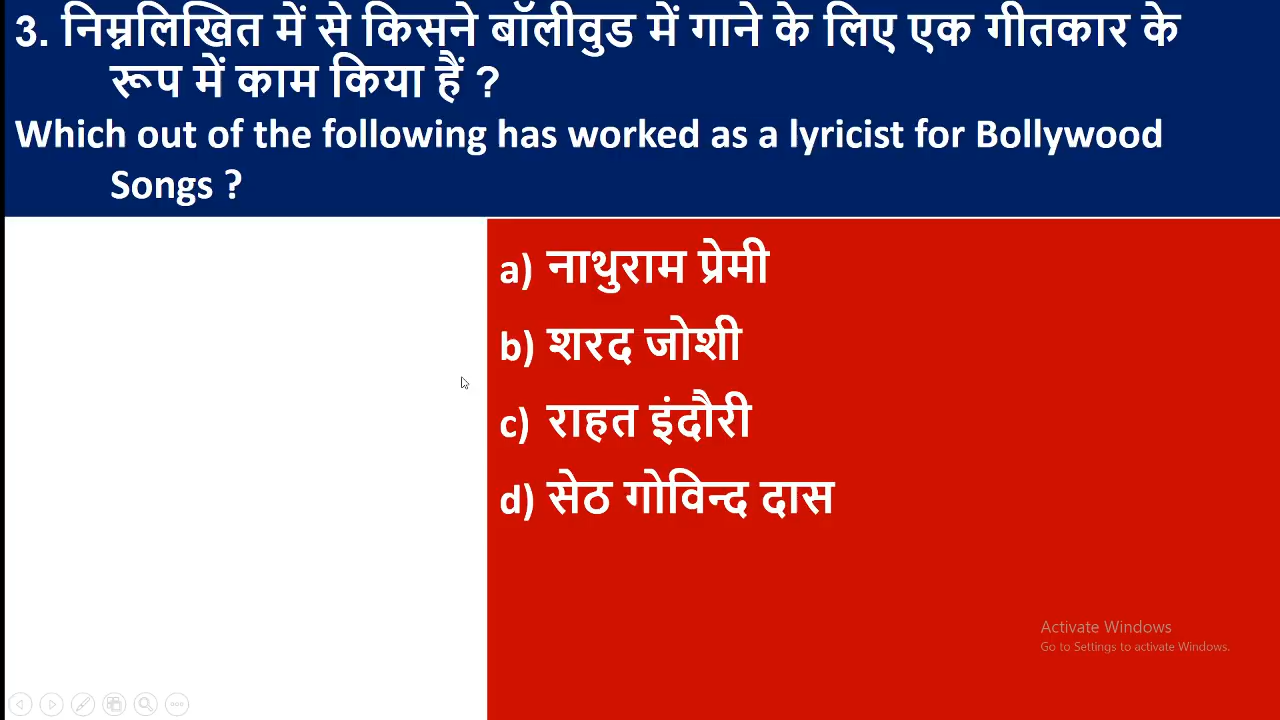 3. निम्नलिखित में से किसने बॉलीवुड में गाने के लिए एक गीतकार के
रूप में काम किया हैं ?
Which out of the following has worked as a lyricist for Bollywood
Songs ?
a) नाथुराम प्रेमी
b) शरद जोशी
c) राहत इंदौरी
d) सेठ गोविन्द दास
Activate Windows
Go to Settings to activate Windows.